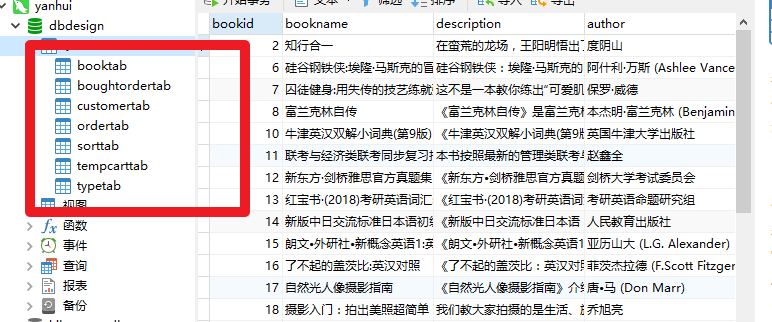 yanhui
开始事务 文本 筛选 排序 导入 导出
dbdesign
booktab
boughtordertab
customertab
ordertab
sorttab
tempcarttab
typetab
视图
函数
事件
查询
报表
备份
bookid bookname description author
2 知行合一 在蛮荒的龙场，王阳明悟出了 度阴山
6 硅谷钢铁侠:埃隆·马斯克的冒 硅谷钢铁侠：埃隆·马斯克的 阿什利·万斯 (Ashlee Vance
7 囚徒健身:用失传的技艺练就 这不是一本教你练出“可爱肌 保罗·威德
8 富兰克林自传 《富兰克林自传》是富兰克林 本杰明·富兰克林 (Benjamin
10 牛津英汉双解小词典(第9版) 《牛津英汉双解小词典(第9 英国牛津大学出版社
11 联考与经济类联考同步复习指 本书按照最新的管理类联考与 赵鑫全
12 新东方·剑桥雅思官方真题集 《新东方•剑桥雅思官方真题 剑桥大学考试委员会
13 红宝书·(2018)考研英语词汇 《红宝书·(2018)考研英语词 考研英语命题研究组
14 新版中日交流标准日本语初级 《新版中日交流标准日本语 人民教育出版社
15 朗文•外研社•新概念英语1:英 《朗文•外研社•新概念英语1 亚历山大 (L.G. Alexander)
16 了不起的盖茨比:英汉对照 《了不起的盖茨比：英汉对 菲茨杰拉德 (F.Scott Fitzger
17 自然光人像摄影指南 《自然光人像摄影指南》介绍 唐•马 (Don Marr)
18 摄影入门：拍出美照超简单 我们教大家拍摄的是生活、旅 乔旭亮